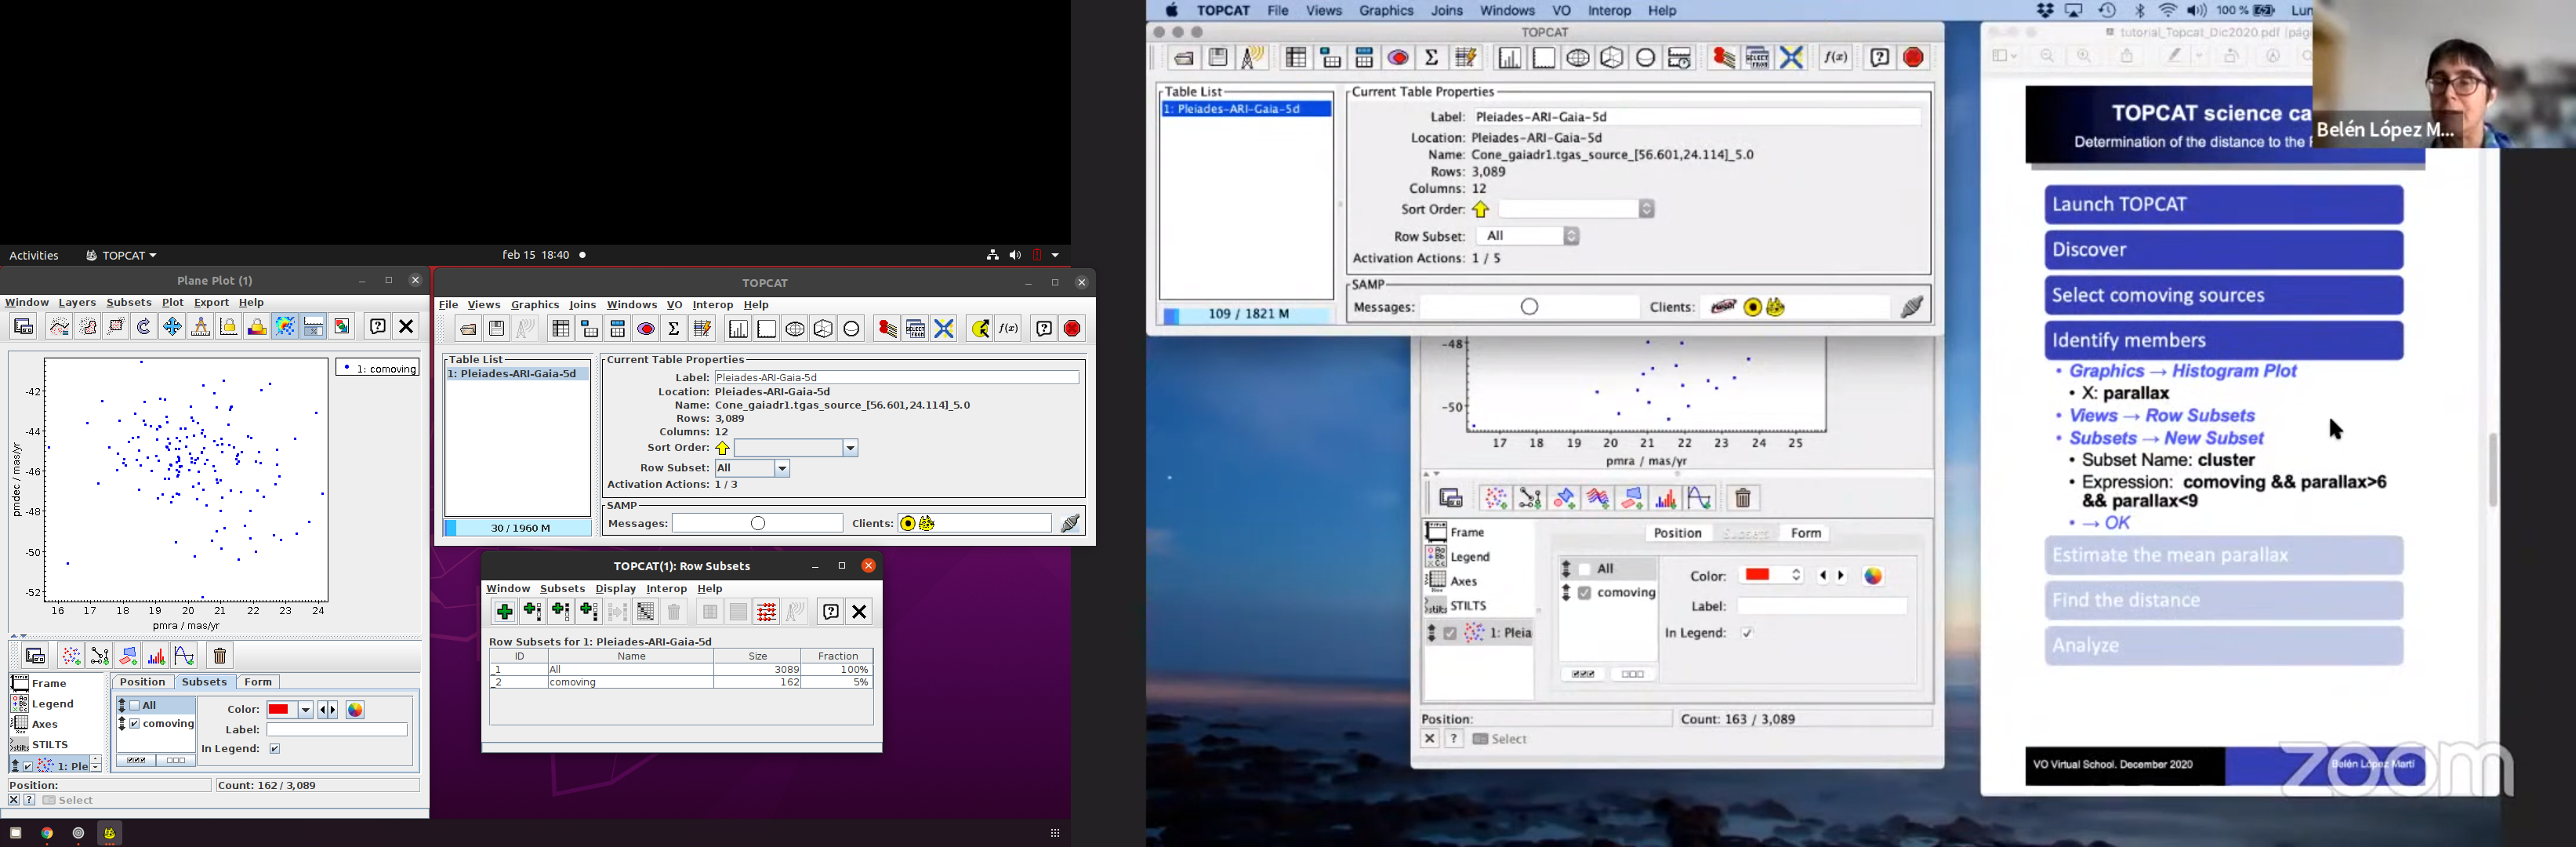 Activities
TOPCAT
feb 15 18:40
Plane Plot (1)
Window Layers Subsets Plot Export Help
1: comoving
-42
-44
-46
-48
-50
-52
pmdec / mas/yr
16 17 18 19 20 21 22 23 24
pmra / mas/yr
Frame
Legend
Axes
STILTS
1: Ple
Position Subsets Form
All
comoving
Color:
Label:
In Legend:
Position:
Count: 162 / 3,089
Select
TOPCAT
File Views Graphics Joins Windows VO Interop Help
Table List
1: Pleiades-ARI-Gaia-5d
30 / 1960 M
Current Table Properties
Label: Pleiades-ARI-Gaia-5d
Location: Pleiades-ARI-Gaia-5d
Name: Cone_gaiadr1.tgas_source_[56.601,24.114]_5.0
Rows: 3,089
Columns: 12
Sort Order:
Row Subset: All
Activation Actions: 1 / 3
SAMP
Messages:
Clients:
TOPCAT(1): Row Subsets
Window Subsets Display Interop Help
Row Subsets for 1: Pleiades-ARI-Gaia-5d
ID Name Size Fraction
_1 All 3089 100%
_2 comoving 162 5%
TOPCAT File Views Graphics Joins Windows VO Interop Help
100 % Lun
TOPCAT
Table List
1: Pleiades-ARI-Gaia-5d
109 / 1821 M
Current Table Properties
Label: Pleiades-ARI-Gaia-5d
Location: Pleiades-ARI-Gaia-5d
Name: Cone_gaiadr1.tgas_source_[56.601,24.114]_5.0
Rows: 3,089
Columns: 12
Sort Order:
Row Subset: All
Activation Actions: 1 / 5
SAMP
Messages:
Clients:
-48
-50
17 18 19 20 21 22 23 24 25
pmra / mas/yr
Frame
Legend
Axes
STILTS
1: Pleia
Position Subsets Form
All
comoving
Color:
Label:
In Legend:
Position:
Count: 163 / 3,089
Select
tutorial_Topcat_Dic2020.pdf (pág
TOPCAT science ca
Determination of the distance to the
Belén López M...
Launch TOPCAT
Discover
Select comoving sources
Identify members
• Graphics → Histogram Plot
• X: parallax
• Views → Row Subsets
• Subsets → New Subset
• Subset Name: cluster
• Expression: comoving && parallax>6
&& parallax<9
• → OK
Estimate the mean parallax
Find the distance
Analyze
VO Virtual School. December 2020
Belén López Martí
zoom